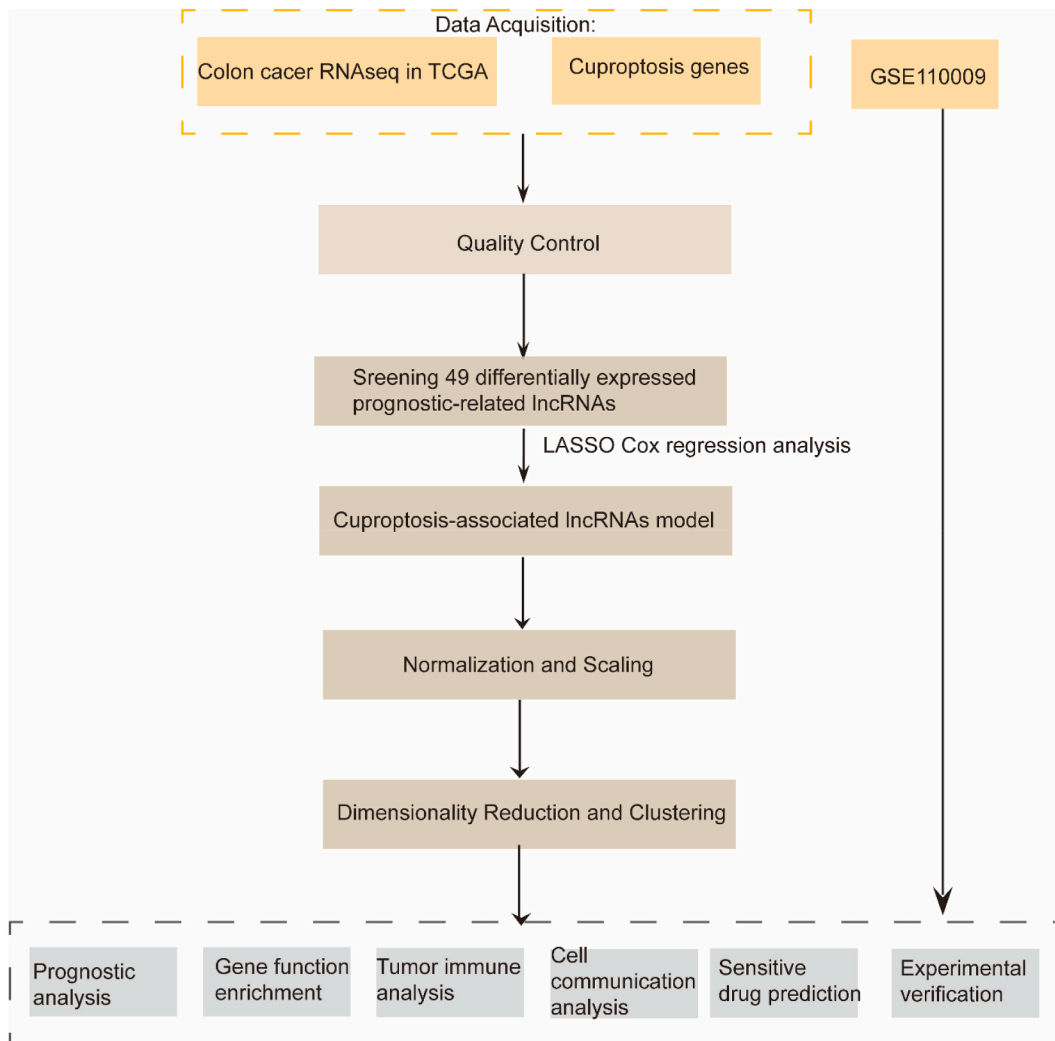 Data Acquisition:
Colon cacer RNAseq in TCGA
Cuproptosis genes
GSE110009
Quality Control
Sreening 49 differentially expressed
prognostic-related lncRNAs
LASSO Cox regression analysis
Cuproptosis-associated lncRNAs model
Normalization and Scaling
Dimensionality Reduction and Clustering
Prognostic
analysis
Gene function
enrichment
Tumor immune
analysis
Cell
communication
analysis
Sensitive
drug prediction
Experimental
verification